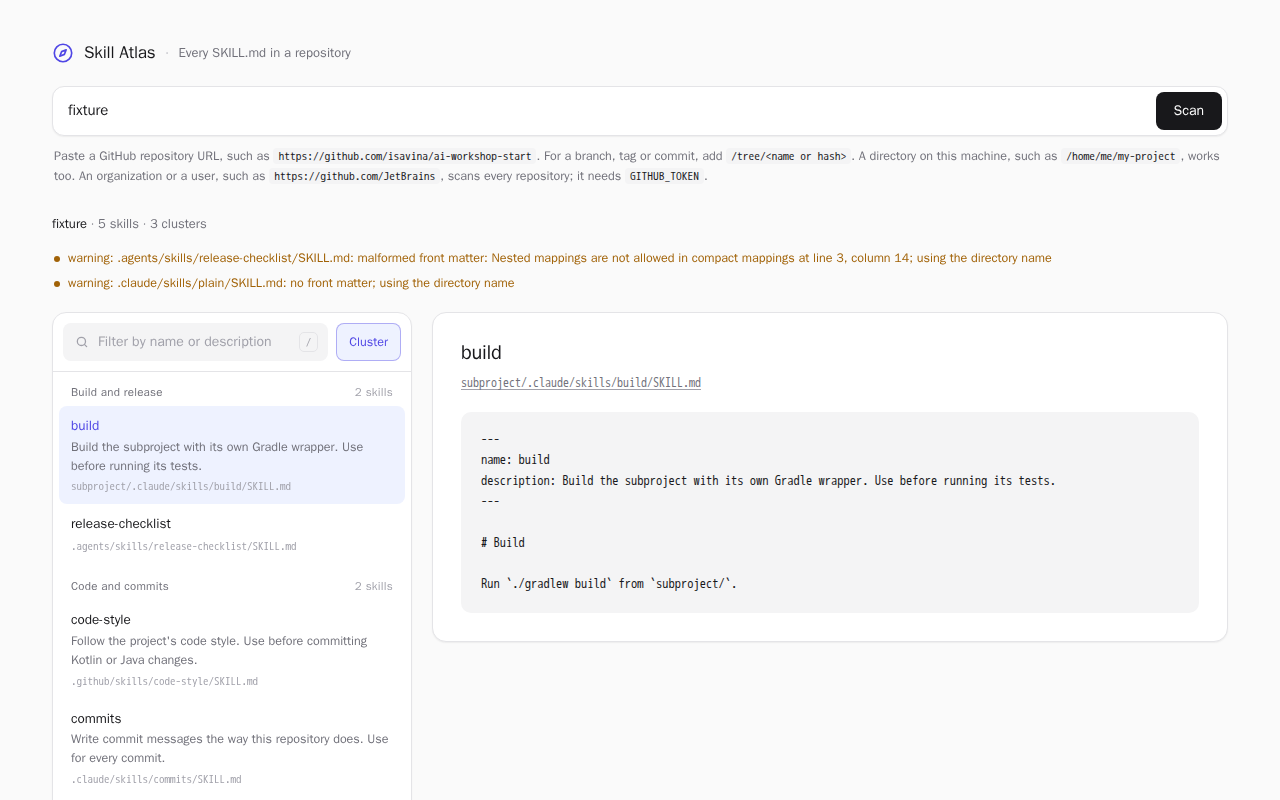 Skill Atlas · Every SKILL.md in a repository
fixture
Scan
Paste a GitHub repository URL, such as https://github.com/isavina/ai-workshop-start . For a branch, tag or commit, add /tree/<name or hash> . A directory on this machine, such as /home/me/my-project , works
too. An organization or a user, such as https://github.com/JetBrains , scans every repository; it needs GITHUB_TOKEN .
fixture · 5 skills · 3 clusters
warning: .agents/skills/release-checklist/SKILL.md: malformed front matter: Nested mappings are not allowed in compact mappings at line 3, column 14; using the directory name
warning: .claude/skills/plain/SKILL.md: no front matter; using the directory name
Filter by name or description /
Cluster
Build and release 2 skills
build
Build the subproject with its own Gradle wrapper. Use
before running its tests.
subproject/.claude/skills/build/SKILL.md
release-checklist
.agents/skills/release-checklist/SKILL.md
Code and commits 2 skills
code-style
Follow the project's code style. Use before committing
Kotlin or Java changes.
.github/skills/code-style/SKILL.md
commits
Write commit messages the way this repository does. Use
for every commit.
.claude/skills/commits/SKILL.md
build
subproject/.claude/skills/build/SKILL.md
---
name: build
description: Build the subproject with its own Gradle wrapper. Use before running its tests.
---
# Build
Run `./gradlew build` from `subproject/`.